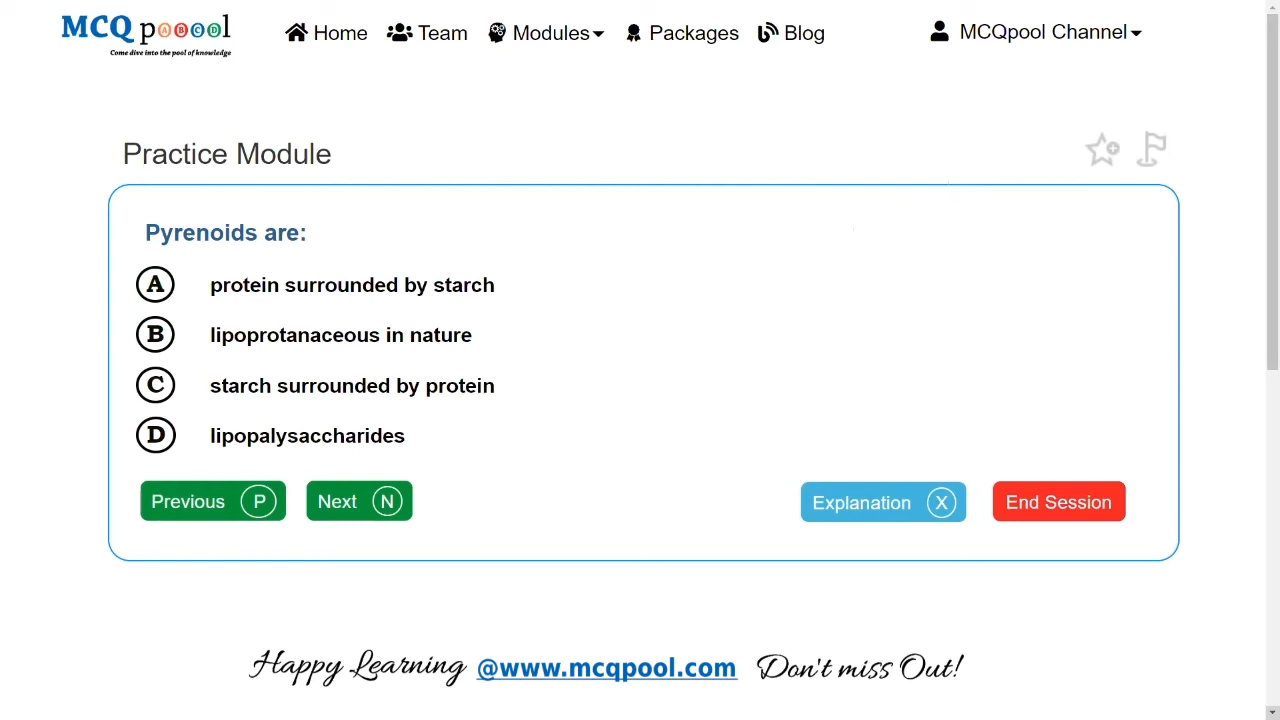 MCQ pooool
A B C D
Come dive into the pool of knowledge
Home Team Modules Packages Blog MCQpool Channel
Practice Module
Pyrenoids are:
A protein surrounded by starch
B lipoprotanaceous in nature
C starch surrounded by protein
D lipopalysaccharides
Previous P Next N Explanation X End Session
Happy Learning @www.mcqpool.com Don't miss Out!